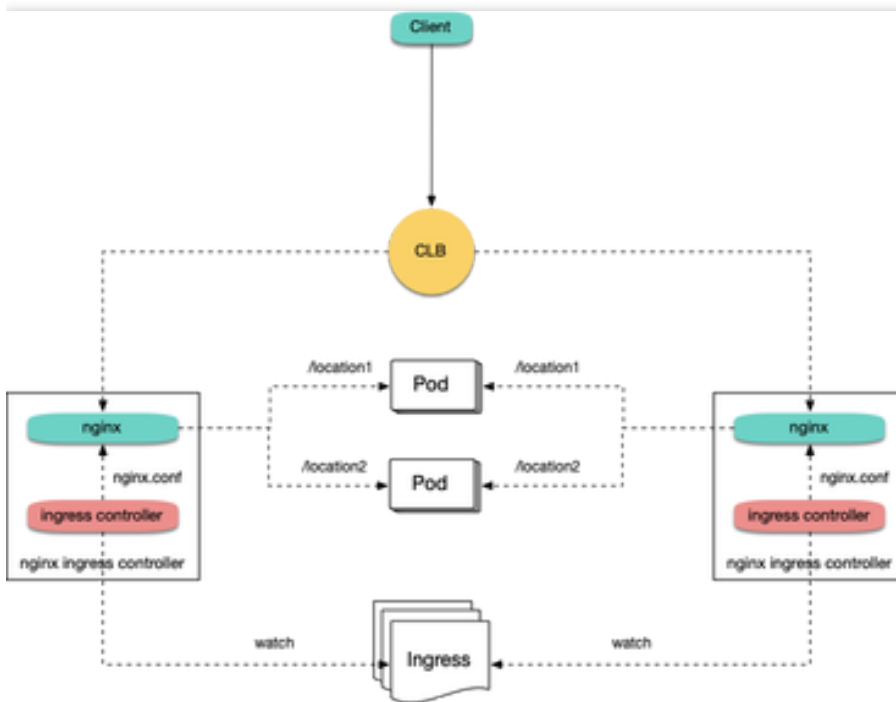 Client
CLB
/location1
/location1
Pod
nginx
nginx
/location2
/location2
Pod
nginx.conf
nginx.conf
ingress controller
ingress controller
nginx ingress controller
nginx ingress controller
watch
watch
Ingress